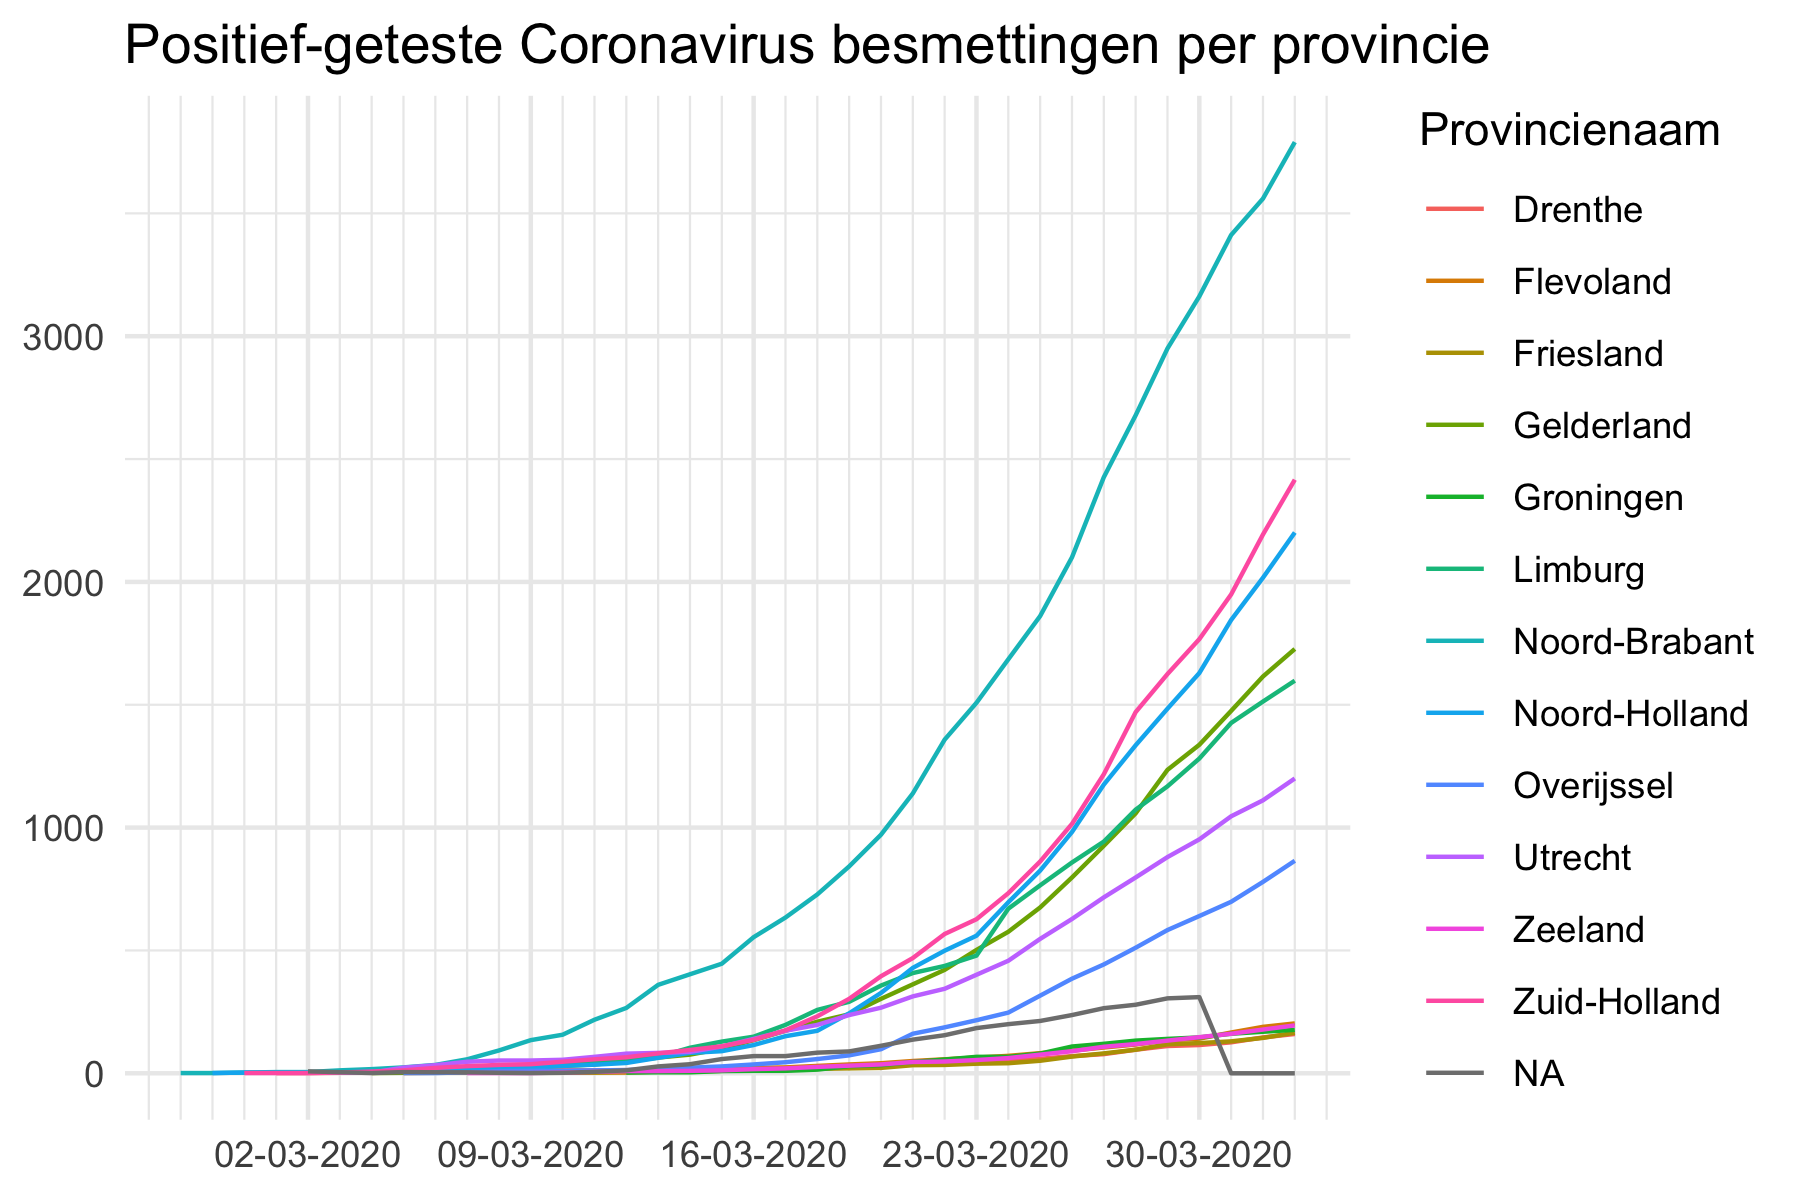 Positief-geteste Coronavirus besmettingen per provincie
Provincienaam
Drenthe
Flevoland
Friesland
Gelderland
Groningen
Limburg
Noord-Brabant
Noord-Holland
Overijssel
Utrecht
Zeeland
Zuid-Holland
NA
3000
2000
1000
0
02-03-2020 09-03-2020 16-03-2020 23-03-2020 30-03-2020